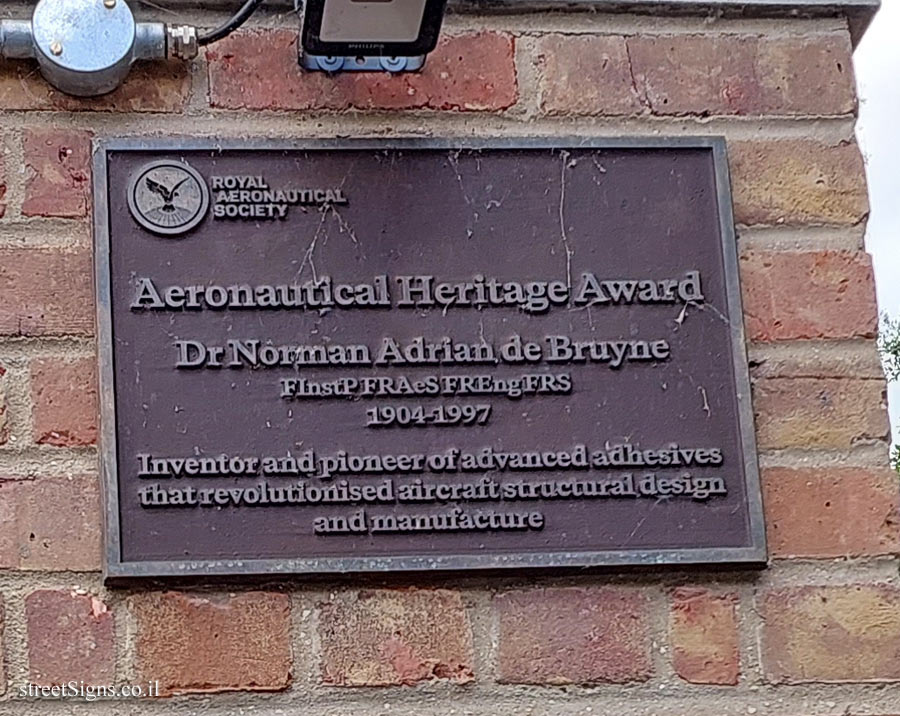 PHILIPS
ROYAL
AERONAUTICAL
SOCIETY
Aeronautical Heritage Award
Dr Norman Adrian de Bruyne
FInstP FRAeS FREng FRS
1904-1997
Inventor and pioneer of advanced adhesives
that revolutionised aircraft structural design
and manufacture
streetSigns.co.il